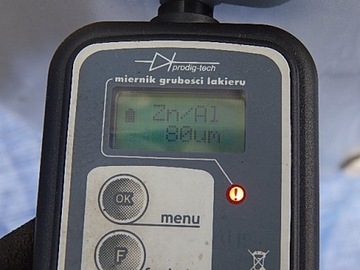 prodig-tech
miernik grubości lakieru
Zn/Al
80um
OK
menu
F